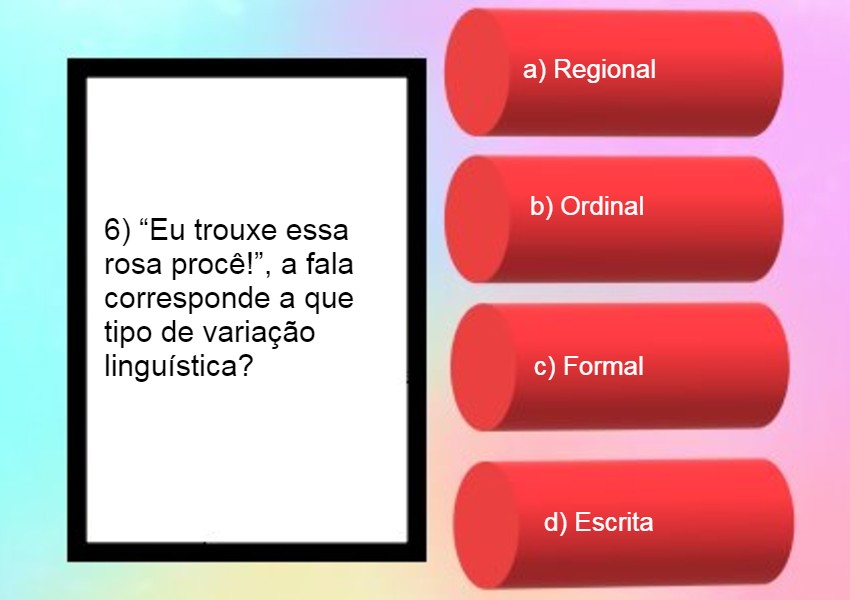 6) “Eu trouxe essa
rosa procê!”, a fala
corresponde a que
tipo de variação
linguística?
a) Regional
b) Ordinal
c) Formal
d) Escrita